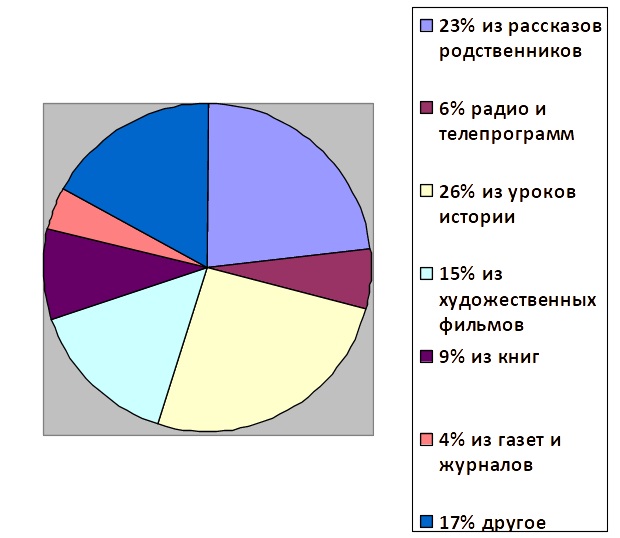 23% из рассказов
родственников
6% радио и
телепрограмм
26% из уроков
истории
15% из
художественных
фильмов
9% из книг
4% из газет и
журналов
17% другое